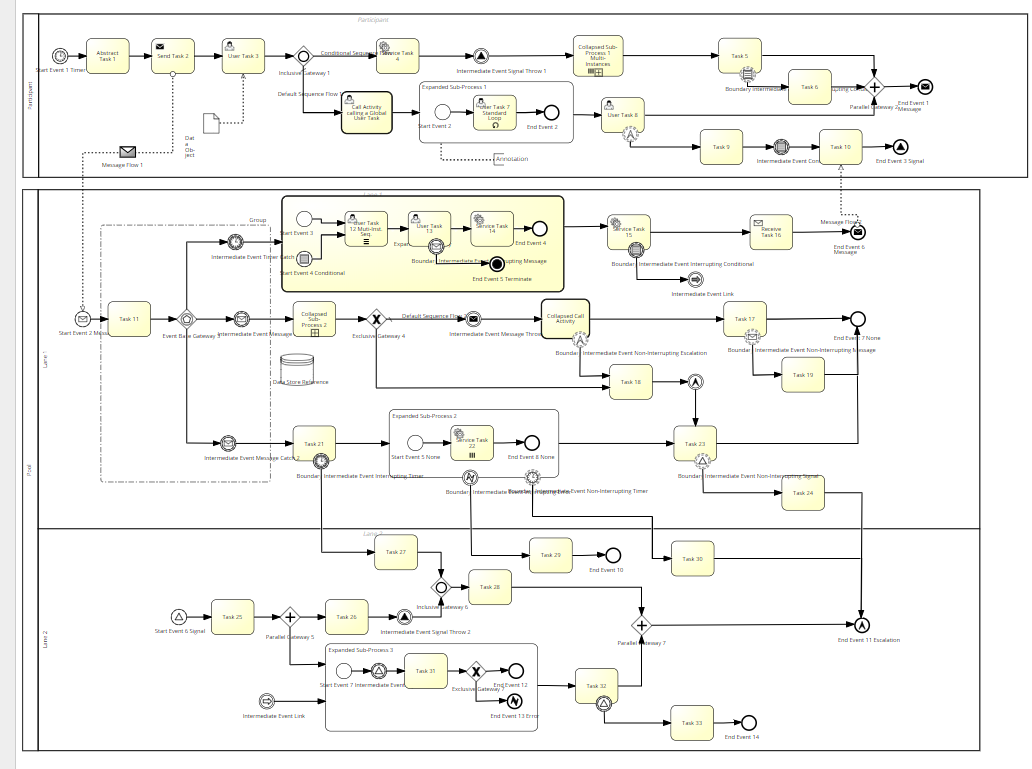 Participant
Participant
Start Event 1 Timer
Abstract
Task 1
Send Task 2
User Task 3
Inclusive Gateway 1
Conditional Sequence Flow
Service Task
4
Intermediate Event Signal Throw 1
Collapsed Sub-
Process 1
Multi-
Instances
Task 5
Boundary Intermediate
Task 6
Parallel Gateway 2
End Event 1
Message
Default Sequence Flow 1
Call Activity
calling a Global
User Task
Expanded Sub-Process 1
Start Event 2
User Task 7
Standard
Loop
End Event 2
User Task 8
Annotation
Task 9
Intermediate Event Con
Task 10
End Event 3 Signal
Dat
a
Ob-
ject
Message Flow 1
Pool
Lane 1
Group
Start Event 3
Start Event 4 Conditional
User Task
12 Multi-Inst.
Seq.
User Task
13
Service Task
14
End Event 4
Boundary Intermediate Event Interrupting Message
End Event 5 Terminate
Service Task
15
Boundary Intermediate Event Interrupting Conditional
Intermediate Event Link
Receive
Task 16
Message Flow 2
End Event 6
Message
Intermediate Event Timer Catch
Start Event 2 Message
Task 11
Event Base Gateway 3
Intermediate Event Message
Collapsed
Sub-
Process 2
Exclusive Gateway 4
Default Sequence Flow
Intermediate Event Message Throw
Collapsed Call
Activity
Boundary Intermediate Event Non-Interrupting Escalation
Task 17
Boundary Intermediate Event Non-Interrupting Message
End Event 7 None
Data Store Reference
Task 18
Task 19
Intermediate Event Message Catch 2
Task 21
Boundary Intermediate Event Interrupting Timer
Expanded Sub-Process 2
Start Event 5 None
Service Task
22
End Event 8 None
Boundary Intermediate Event Interrupting Error
Boundary Intermediate Event Non-Interrupting Timer
Task 23
Boundary Intermediate Event Non-Interrupting Signal
Task 24
Lane 2
Lane 2
Task 27
Task 29
End Event 10
Task 30
Inclusive Gateway 6
Task 28
Start Event 6 Signal
Task 25
Parallel Gateway 5
Task 26
Intermediate Event Signal Throw 2
Parallel Gateway 7
End Event 11 Escalation
Expanded Sub-Process 3
Start Event 7
Intermediate Event
Task 31
Exclusive Gateway
End Event 12
End Event 13 Error
Intermediate Event Link
Task 32
Task 33
End Event 14